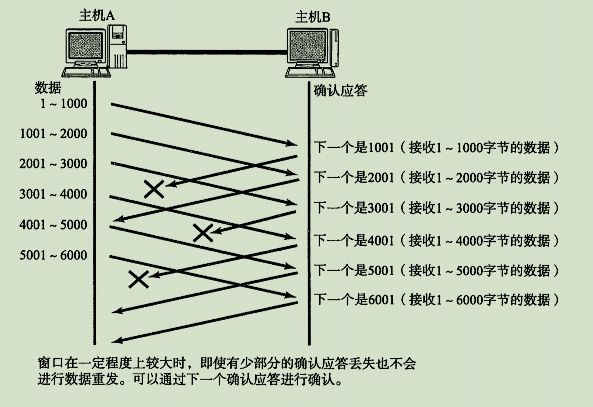 主机A
主机B
数据
确认应答
1～1000
1001～2000
2001～3000
3001～4000
4001～5000
5001～6000
下一个是1001（接收1～1000字节的数据）
下一个是2001（接收1～2000字节的数据）
下一个是3001（接收1～3000字节的数据）
下一个是4001（接收1～4000字节的数据）
下一个是5001（接收1～5000字节的数据）
下一个是6001（接收1～6000字节的数据）
窗口在一定程度上较大时，即使有少部分的确认应答丢失也不会
进行数据重发。可以通过下一个确认应答进行确认。